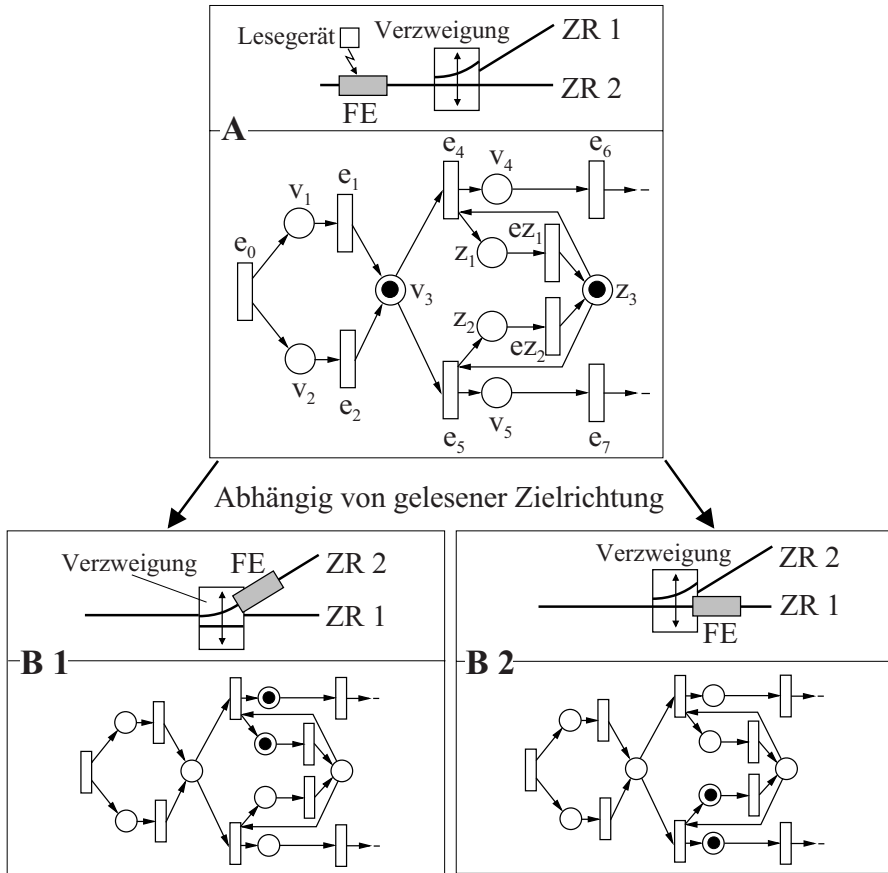 Lesegerät Verzweigung ZR 1
ZR 2
FE
A
e₀ v₁ e₁ e₄ v₄ e₆
z₁ ez₁
v₃ z₃
z₂ ez₂
v₂ e₂ e₅ v₅ e₇
Abhängig von gelesener Zielrichtung
Verzweigung FE ZR 2
ZR 1
B 1
Verzweigung ZR 2
ZR 1
FE
B 2